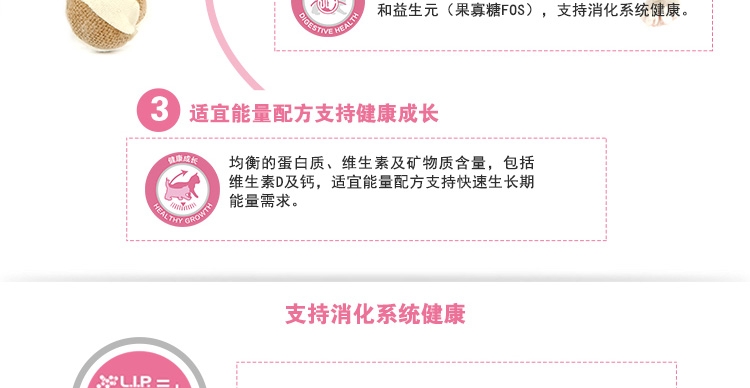 和益生元（果寡糖FOS），支持消化系统健康。
DIGESTIVE HEALTH
3 适宜能量配方支持健康成长
健康成长
HEALTHY GROWTH
均衡的蛋白质、维生素及矿物质含量，包括
维生素D及钙，适宜能量配方支持快速生长期
能量需求。
支持消化系统健康
L.I.P.